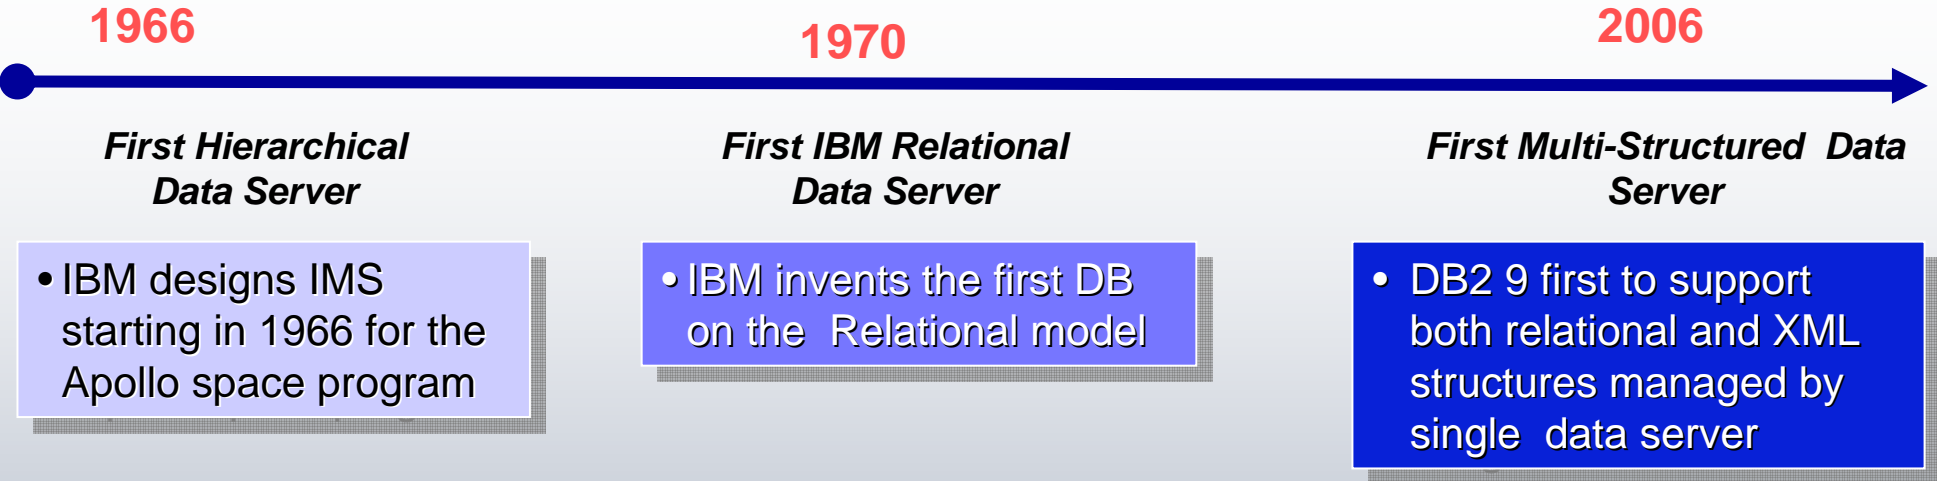 1966
1970
2006
First Hierarchical
Data Server
First IBM Relational
Data Server
First Multi-Structured Data
Server
• IBM designs IMS
starting in 1966 for the
Apollo space program
• IBM invents the first DB
on the Relational model
• DB2 9 first to support
both relational and XML
structures managed by
single data server